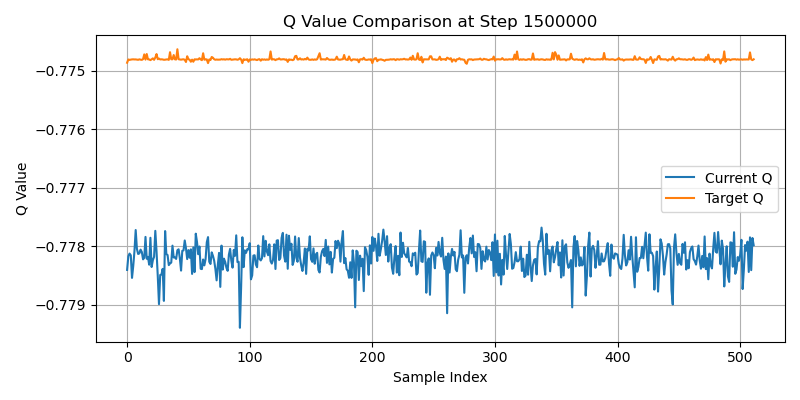 Q Value Comparison at Step 1500000
−0.775
−0.776
−0.777
−0.778
−0.779
Q Value
Current Q
Target Q
0 100 200 300 400 500
Sample Index